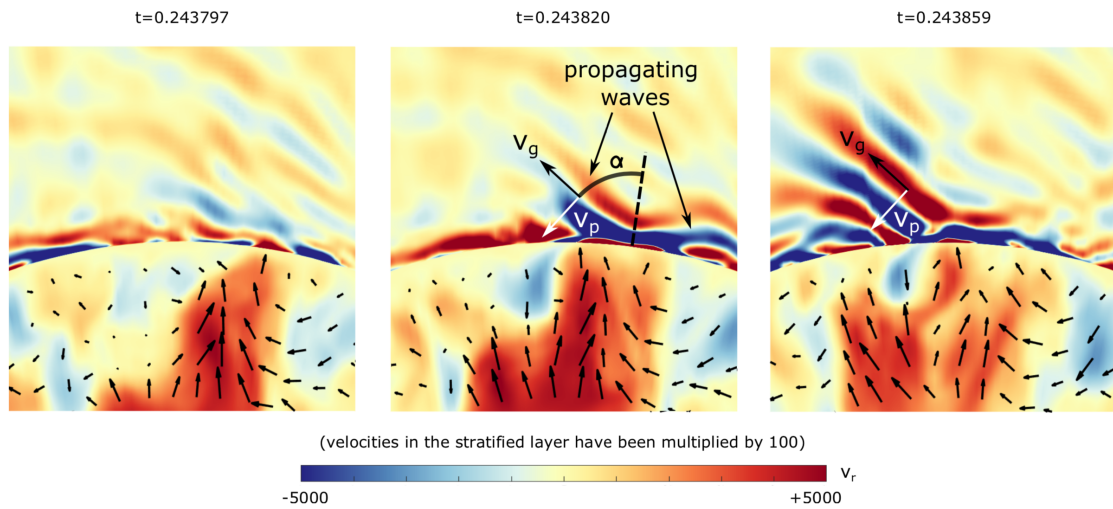 t=0.243797
t=0.243820
t=0.243859
propagating
waves
v_g
α
v_p
v_g
v_p
(velocities in the stratified layer have been multiplied by 100)
v_r
-5000
+5000